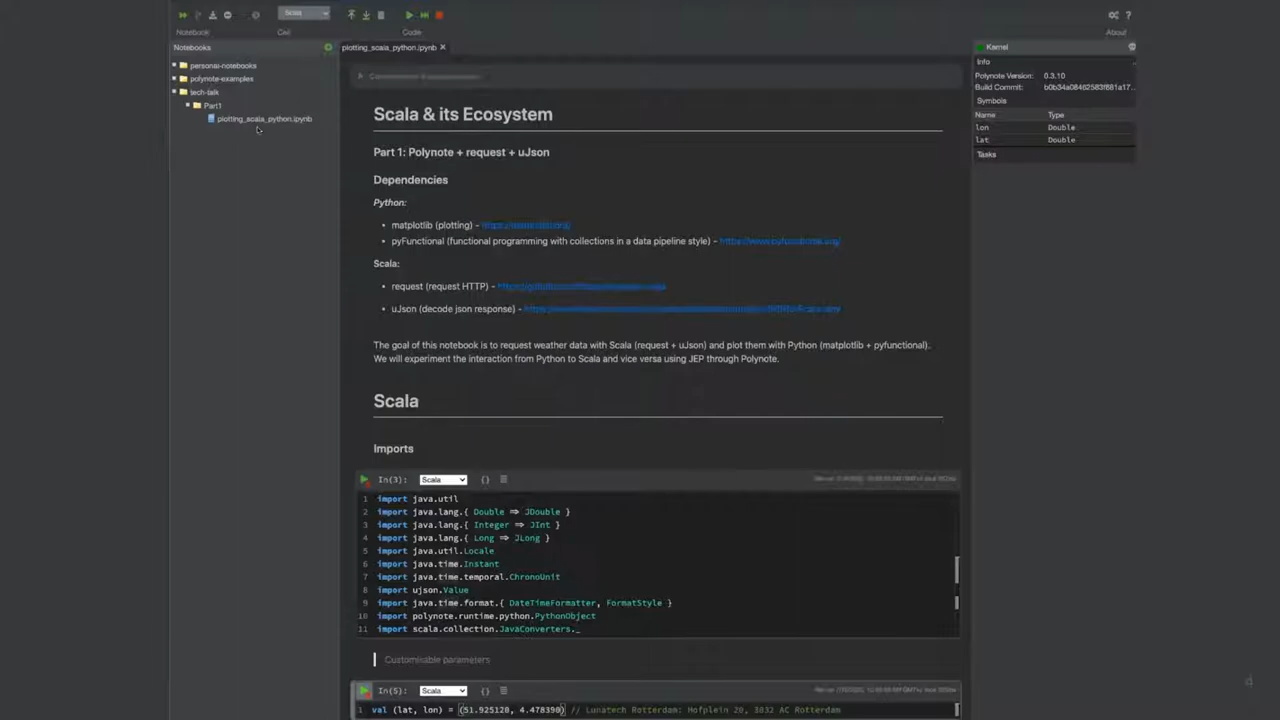 Scala
Notebook
Cell
Code
About
Notebooks
personal-notebooks
polynote-examples
tech-talk
Part1
plotting_scala_python.ipynb
plotting_scala_python.ipynb
Scala & its Ecosystem
Part 1: Polynote + request + uJson
Dependencies
Python:
matplotlib (plotting) -
pyFunctional (functional programming with collections in a data pipeline style) -
Scala:
request (request HTTP) -
uJson (decode json response) -
The goal of this notebook is to request weather data with Scala (request + uJson) and plot them with Python (matplotlib + pyfunctional).
We will experiment the interaction from Python to Scala and vice versa using JEP through Polynote.
Scala
Imports
In(3): Scala {}
1 import java.util
2 import java.lang.{ Double ⇒ JDouble }
3 import java.lang.{ Integer ⇒ JInt }
4 import java.lang.{ Long ⇒ JLong }
5 import java.util.Locale
6 import java.time.Instant
7 import java.time.temporal.ChronoUnit
8 import ujson.Value
9 import java.time.format.{ DateTimeFormatter, FormatStyle }
10 import polynote.runtime.python.PythonObject
11 import scala.collection.JavaConverters._
Customisable parameters
In(5): Scala {}
1 val (lat, lon) = (51.925120, 4.478390) // Lunatech Rotterdam: Hofplein 20, 3032 AC Rotterdam
Kernel
Info
Polynote Version: 0.3.10
Build Commit:
Symbols
Name Type
lon Double
lat Double
Tasks